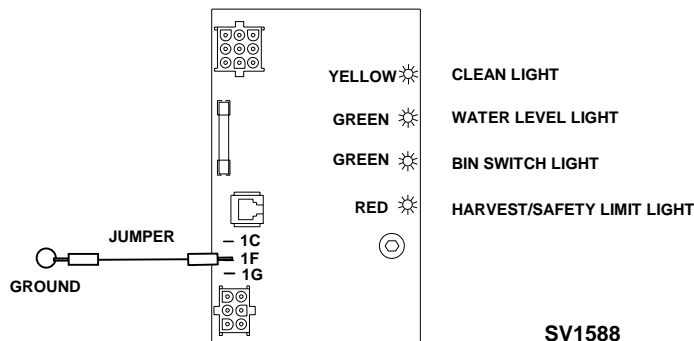 YELLOW CLEAN LIGHT
GREEN WATER LEVEL LIGHT
GREEN BIN SWITCH LIGHT
RED HARVEST/SAFETY LIMIT LIGHT
JUMPER
1C
1F
1G
GROUND
SV1588